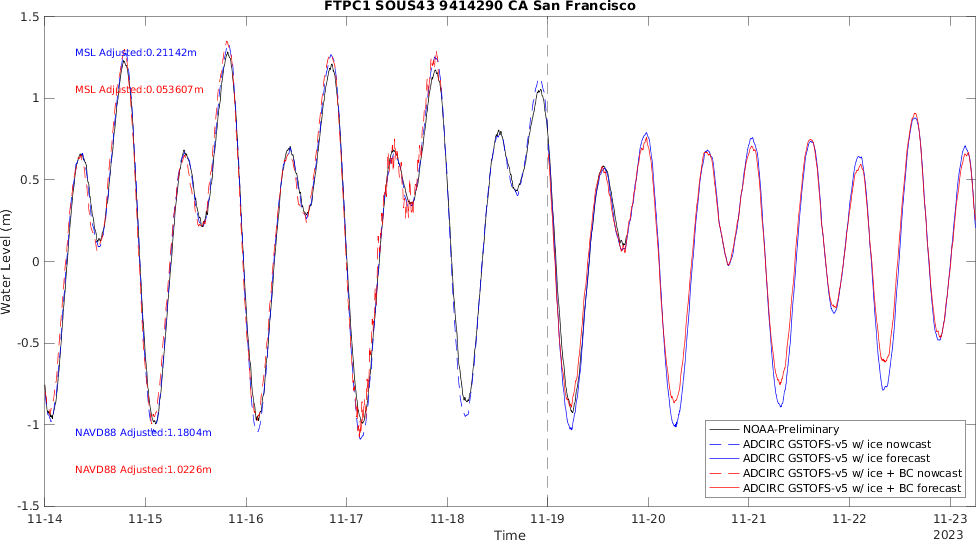 FTPC1 SOUS43 9414290 CA San Francisco
1.5
1
0.5
0
-0.5
-1
-1.5
Water Level (m)
MSL Adjusted:0.21142m
MSL Adjusted:0.053607m
NAVD88 Adjusted:1.1804m
NAVD88 Adjusted:1.0226m
NOAA-Preliminary
ADCIRC GSTOFS-v5 w/ ice nowcast
ADCIRC GSTOFS-v5 w/ ice forecast
ADCIRC GSTOFS-v5 w/ ice + BC nowcast
ADCIRC GSTOFS-v5 w/ ice + BC forecast
11-14 11-15 11-16 11-17 11-18 11-19 11-20 11-21 11-22 11-23
Time
2023